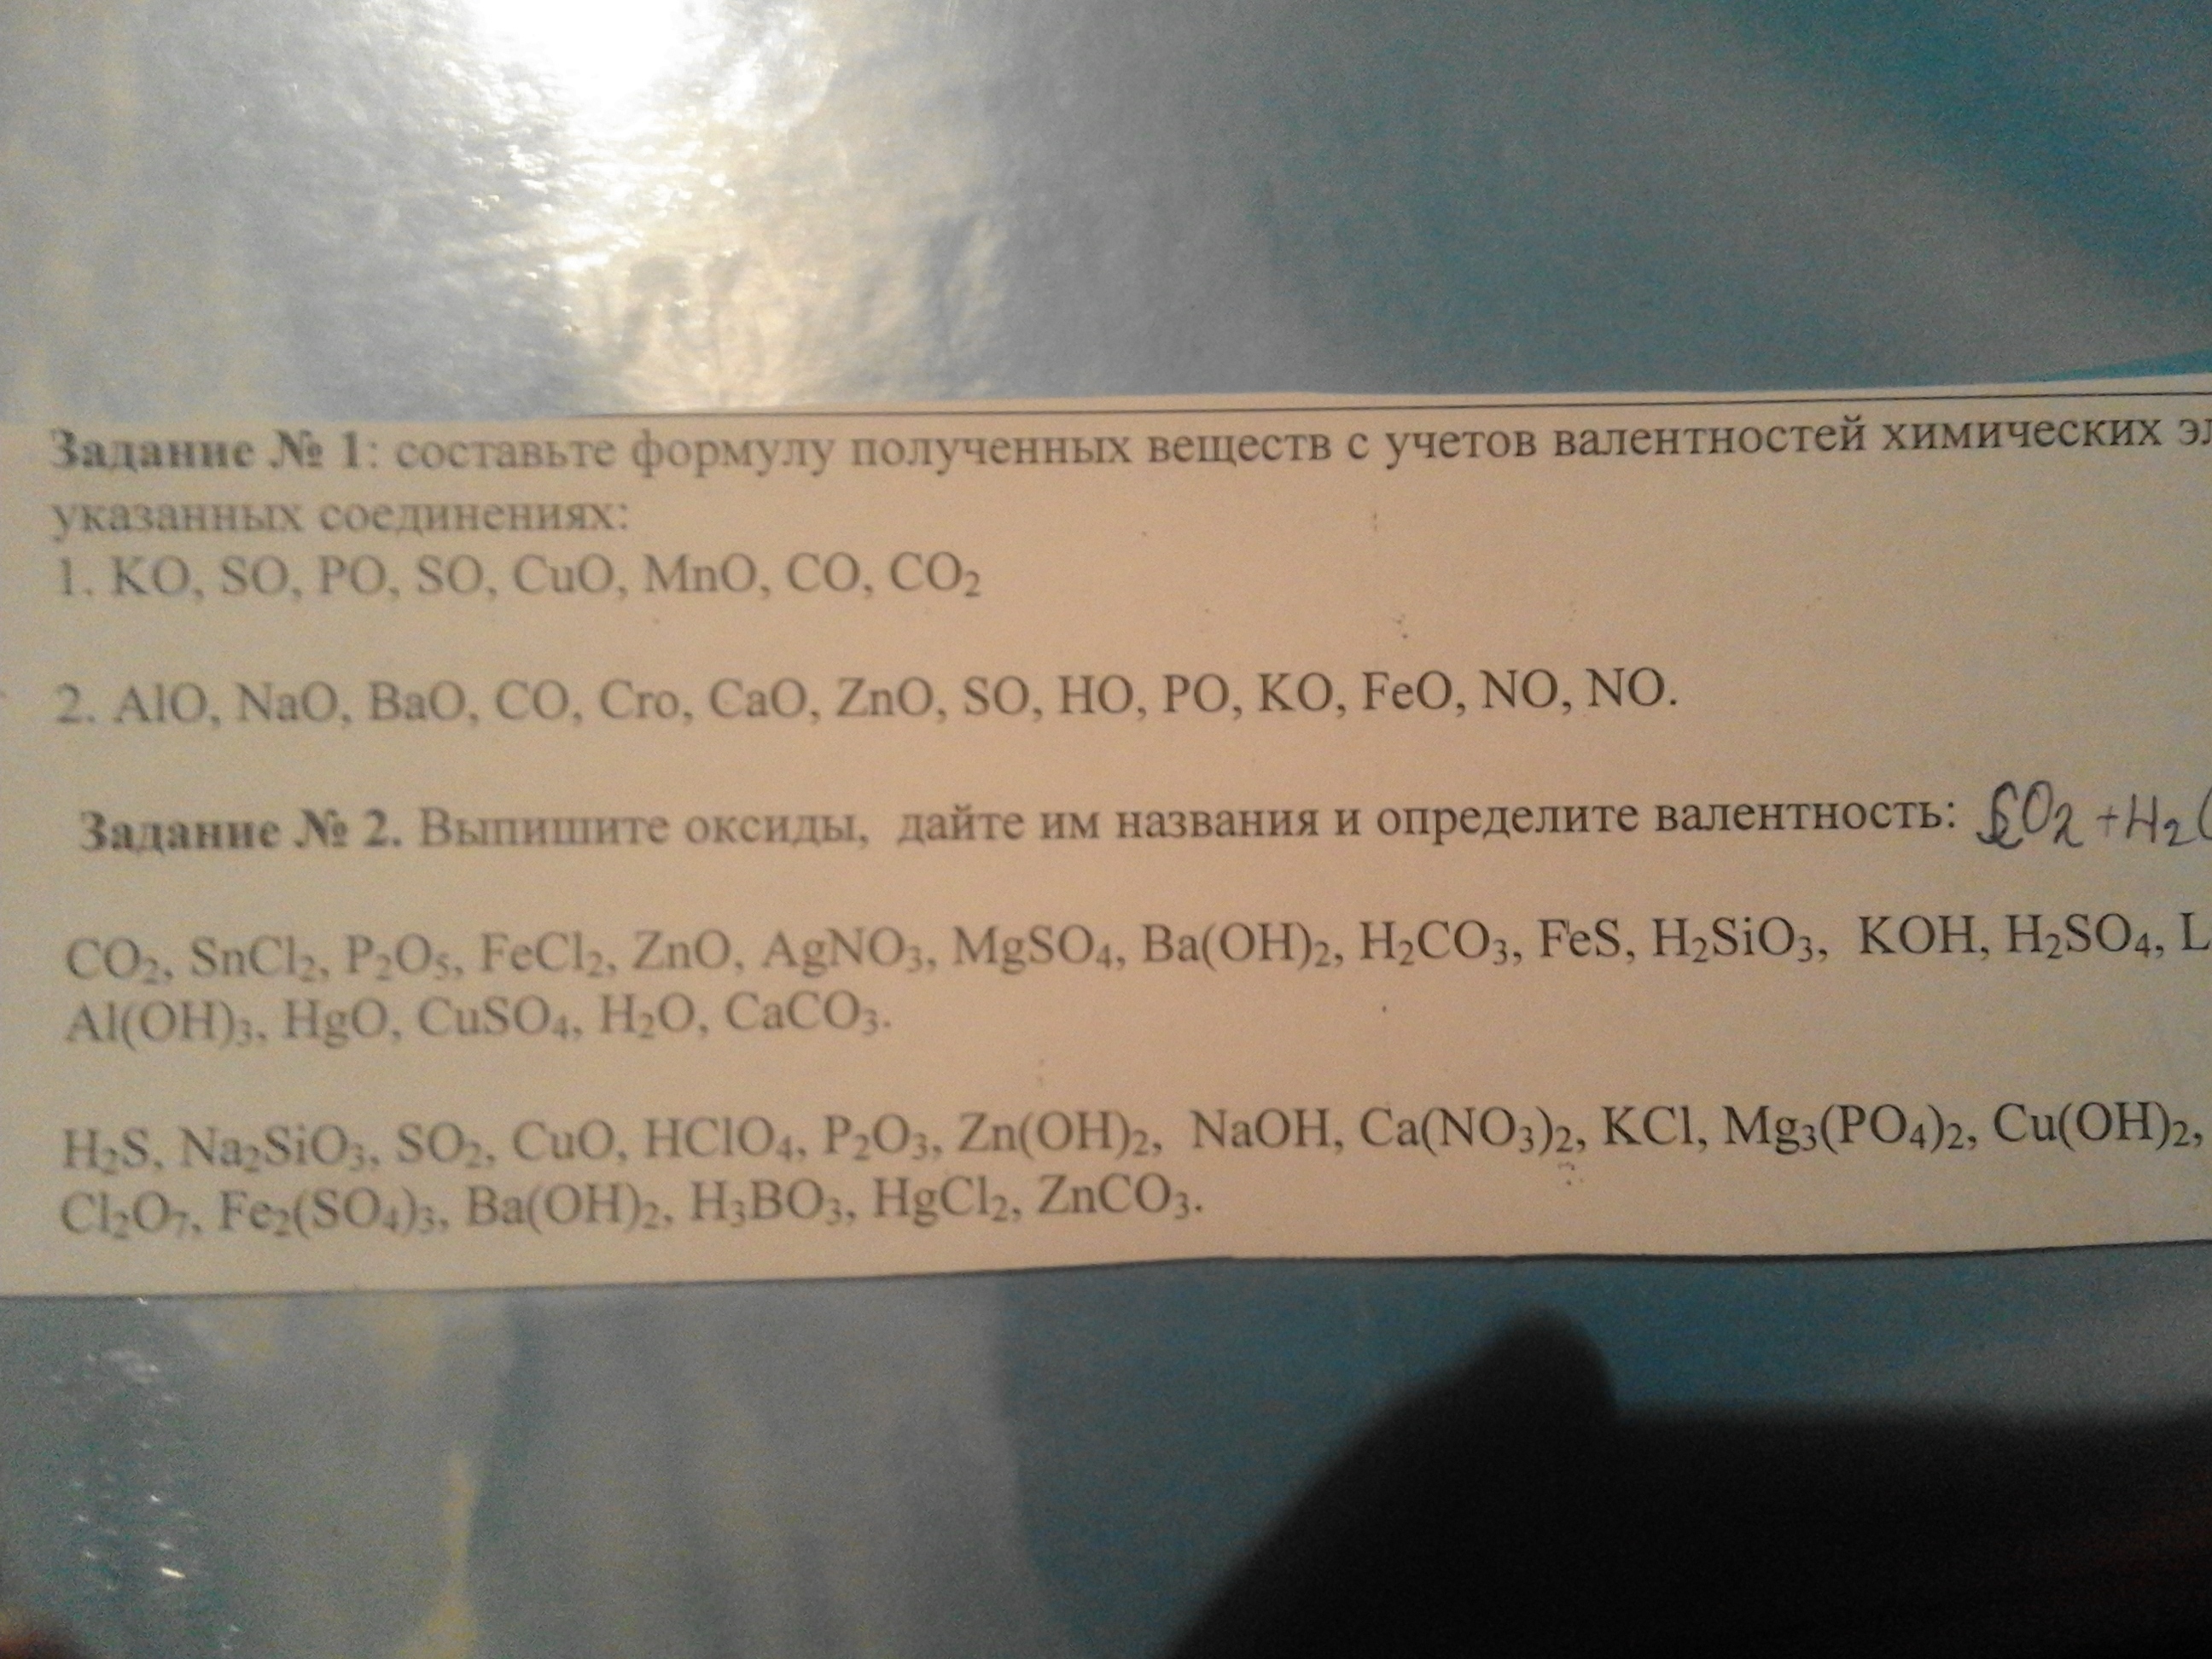 Задание № 1: составьте формулу полученных веществ с учетов валентностей химических
указанных соединениях:
1. KO, SO, PO, SO, CuO, MnO, CO, CO₂
2. AlO, NaO, BaO, CO, Cro, CaO, ZnO, SO, HO, PO, KO, FeO, NO, NO.
Задание № 2. Выпишите оксиды, дайте им названия и определите валентность: O₂ + H₂
CO₂, SnCl₂, P₂O₅, FeCl₂, ZnO, AgNO₃, MgSO₄, Ba(OH)₂, H₂CO₃, FeS, H₂SiO₃, KOH, H₂SO₄,
Al(OH)₃, HgO, CuSO₄, H₂O, CaCO₃.
H₂S, Na₂SiO₃, SO₂, CuO, HClO₄, P₂O₃, Zn(OH)₂, NaOH, Ca(NO₃)₂, KCl, Mg₃(PO₄)₂, Cu(OH)₂,
Cl₂O₇, Fe₂(SO₄)₃, Ba(OH)₂, H₃BO₃, HgCl₂, ZnCO₃.